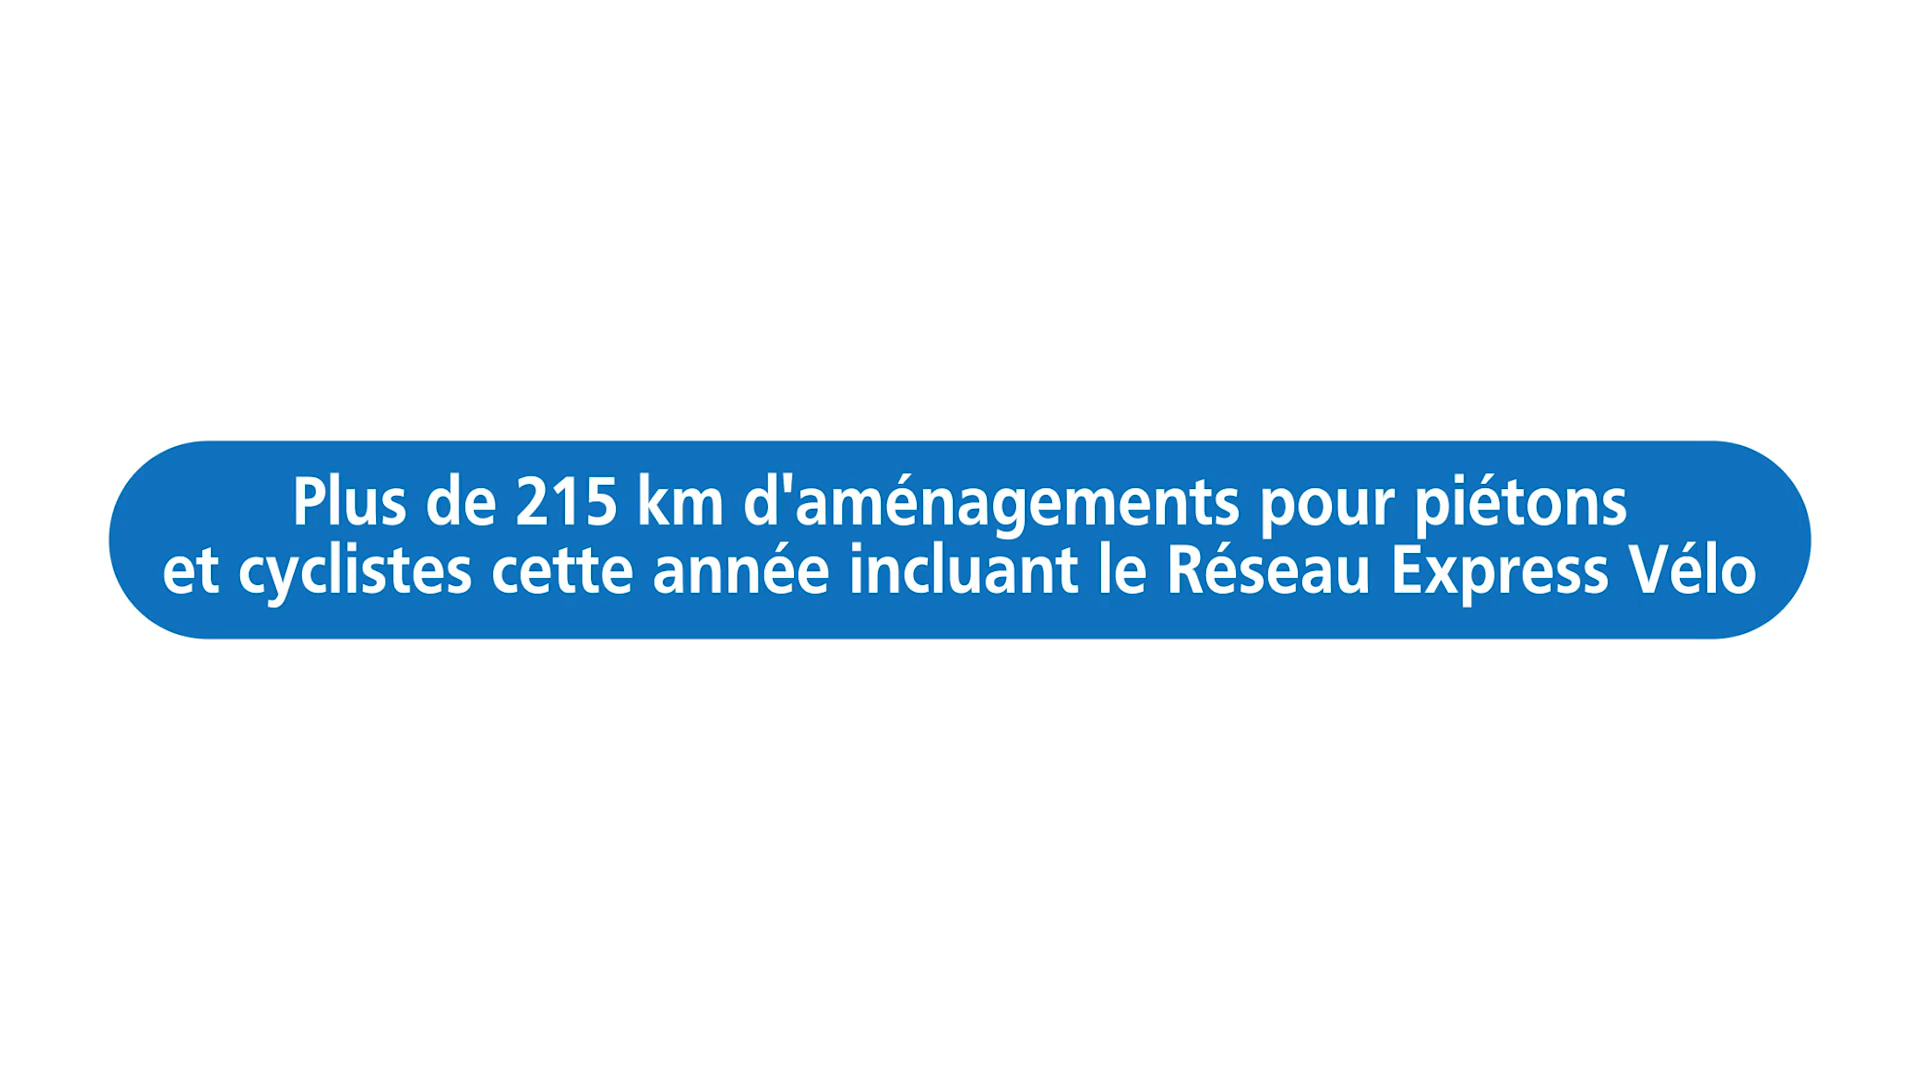 Plus de 215 km d'aménagements pour piétons
et cyclistes cette année incluant le Réseau Express Vélo